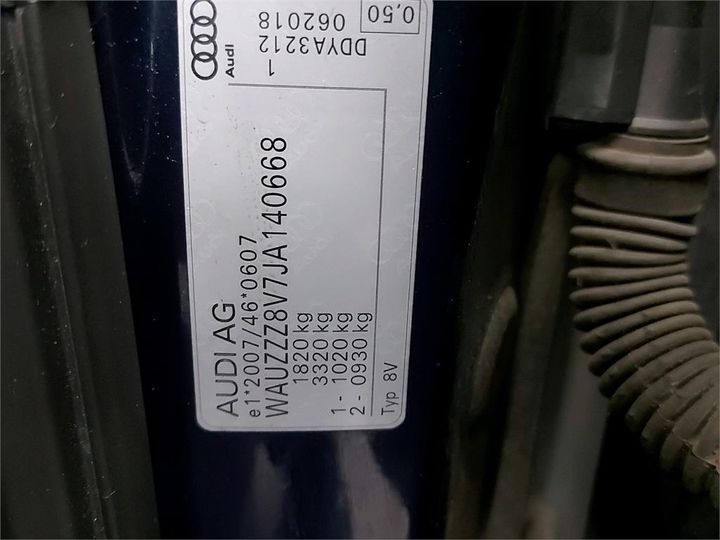 AUDI AG
e1*2007/46*0607
WAUZZZ8V7JA140668
1820 kg
3320 kg
1- 1020 kg
2- 0930 kg
Typ 8V
Audi
1
DDYA3212
062018
0,50